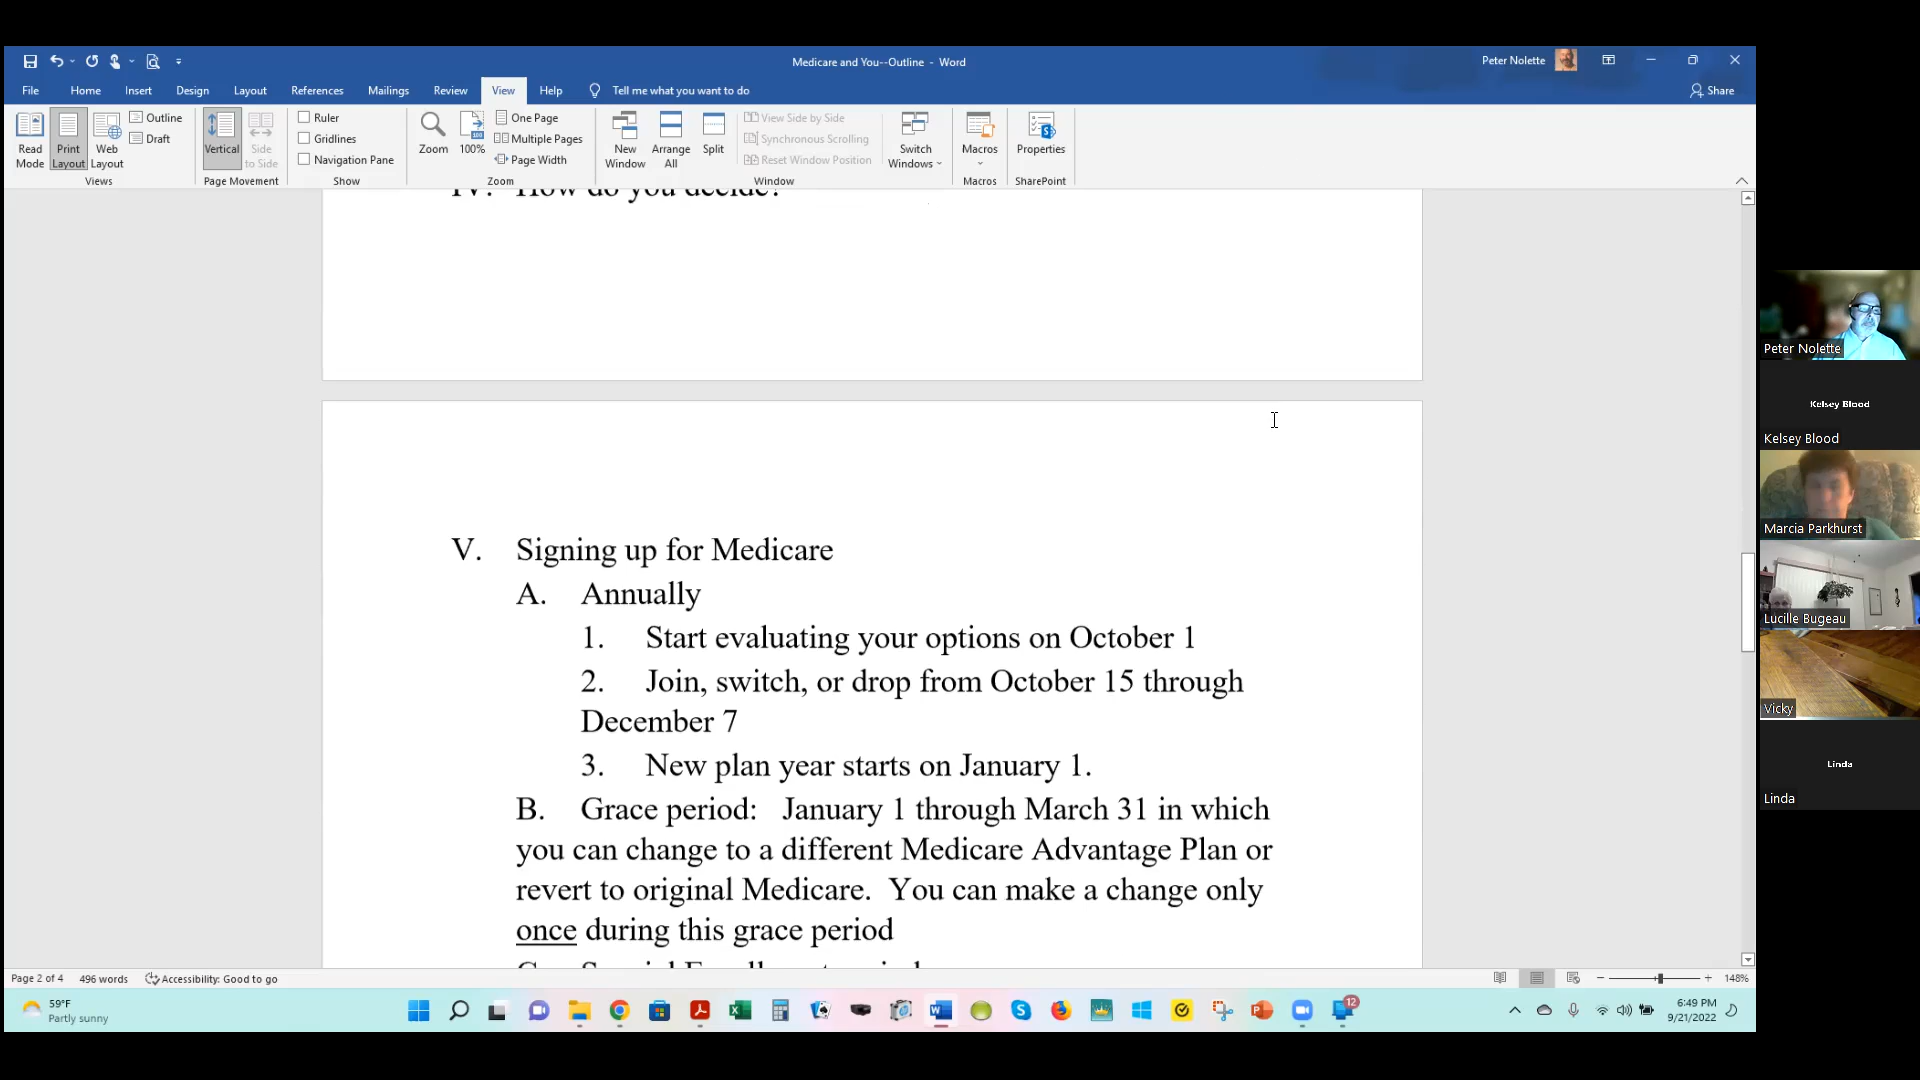 Medicare and You--Outline - Word
Peter Nolette
File Home Insert Design Layout References Mailings Review View Help Tell me what you want to do
Share
Read Mode
Print Layout
Web Layout
Outline
Draft
Views
Vertical
Side to Side
Page Movement
Ruler
Gridlines
Navigation Pane
Show
Zoom
100%
One Page
Multiple Pages
Page Width
Zoom
New Window
Arrange All
Split
View Side by Side
Synchronous Scrolling
Reset Window Position
Window
Switch Windows
Macros
Macros
Properties
SharePoint
IV. How do you decide?
V. Signing up for Medicare
A. Annually
1. Start evaluating your options on October 1
2. Join, switch, or drop from October 15 through
December 7
3. New plan year starts on January 1.
B. Grace period: January 1 through March 31 in which
you can change to a different Medicare Advantage Plan or
revert to original Medicare. You can make a change only
once during this grace period
Page 2 of 4 496 words Accessibility: Good to go
148%
59°F
Partly sunny
12
6:49 PM
9/21/2022
Peter Nolette
Kelsey Blood
Kelsey Blood
Marcia Parkhurst
Lucille Bugeau
Vicky
Linda
Linda